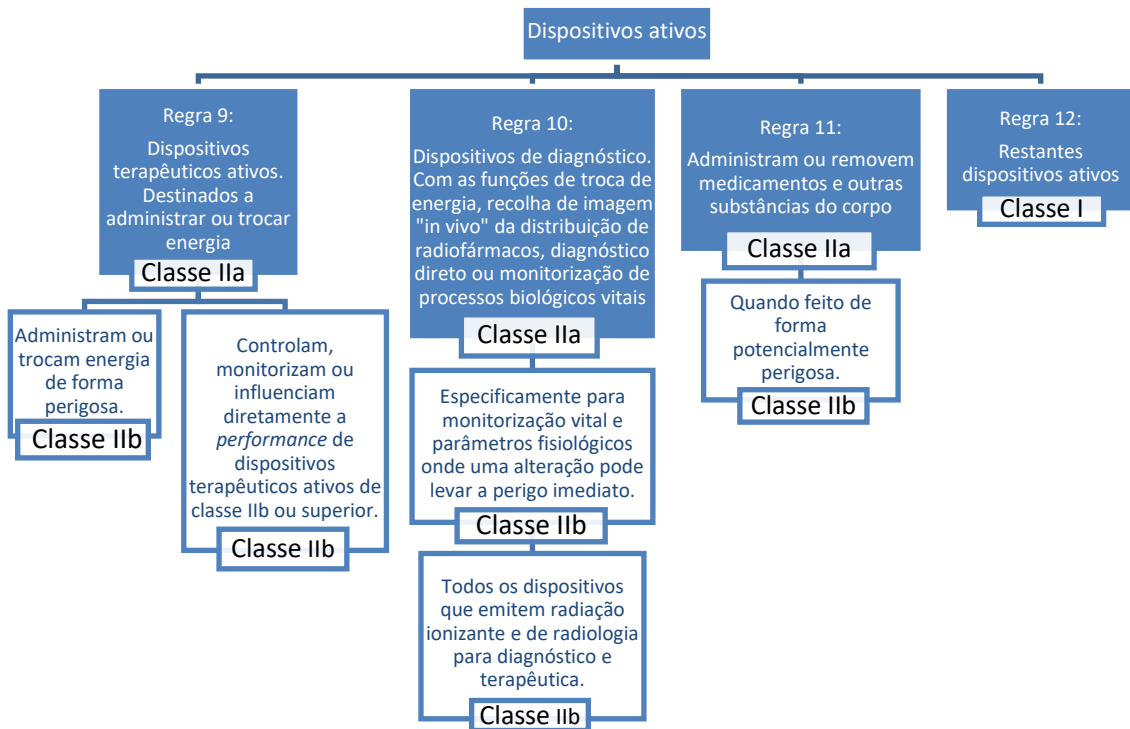 Dispositivos ativos
Regra 9:
Dispositivos
terapêuticos ativos.
Destinados a
administrar ou trocar
energia
Classe IIa
Administram ou
trocam energia
de forma
perigosa.
Classe IIb
Controlam,
monitorizam ou
influenciam
diretamente a
performance de
dispositivos
terapêuticos ativos de
classe IIb ou superior.
Classe IIb
Regra 10:
Dispositivos de diagnóstico.
Com as funções de troca de
energia, recolha de imagem
"in vivo" da distribuição de
radiofármacos, diagnóstico
direto ou monitorização de
processos biológicos vitais
Classe IIa
Especificamente para
monitorização vital e
parâmetros fisiológicos
onde uma alteração pode
levar a perigo imediato.
Classe IIb
Todos os dispositivos
que emitem radiação
ionizante e de radiologia
para diagnóstico e
terapêutica.
Classe IIb
Regra 11:
Administram ou removem
medicamentos e outras
substâncias do corpo
Classe IIa
Quando feito de
forma
potencialmente
perigosa.
Classe IIb
Regra 12:
Restantes
dispositivos ativos
Classe I